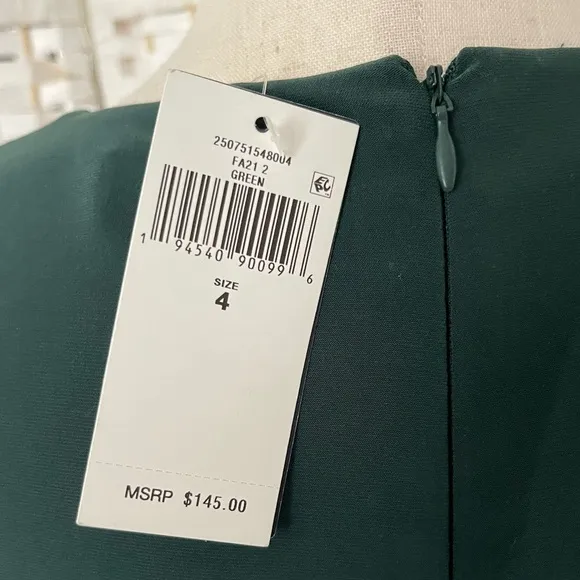 250751548004
FA21 2
GREEN
1 94540 90099 6
SIZE
4
MSRP $145.00